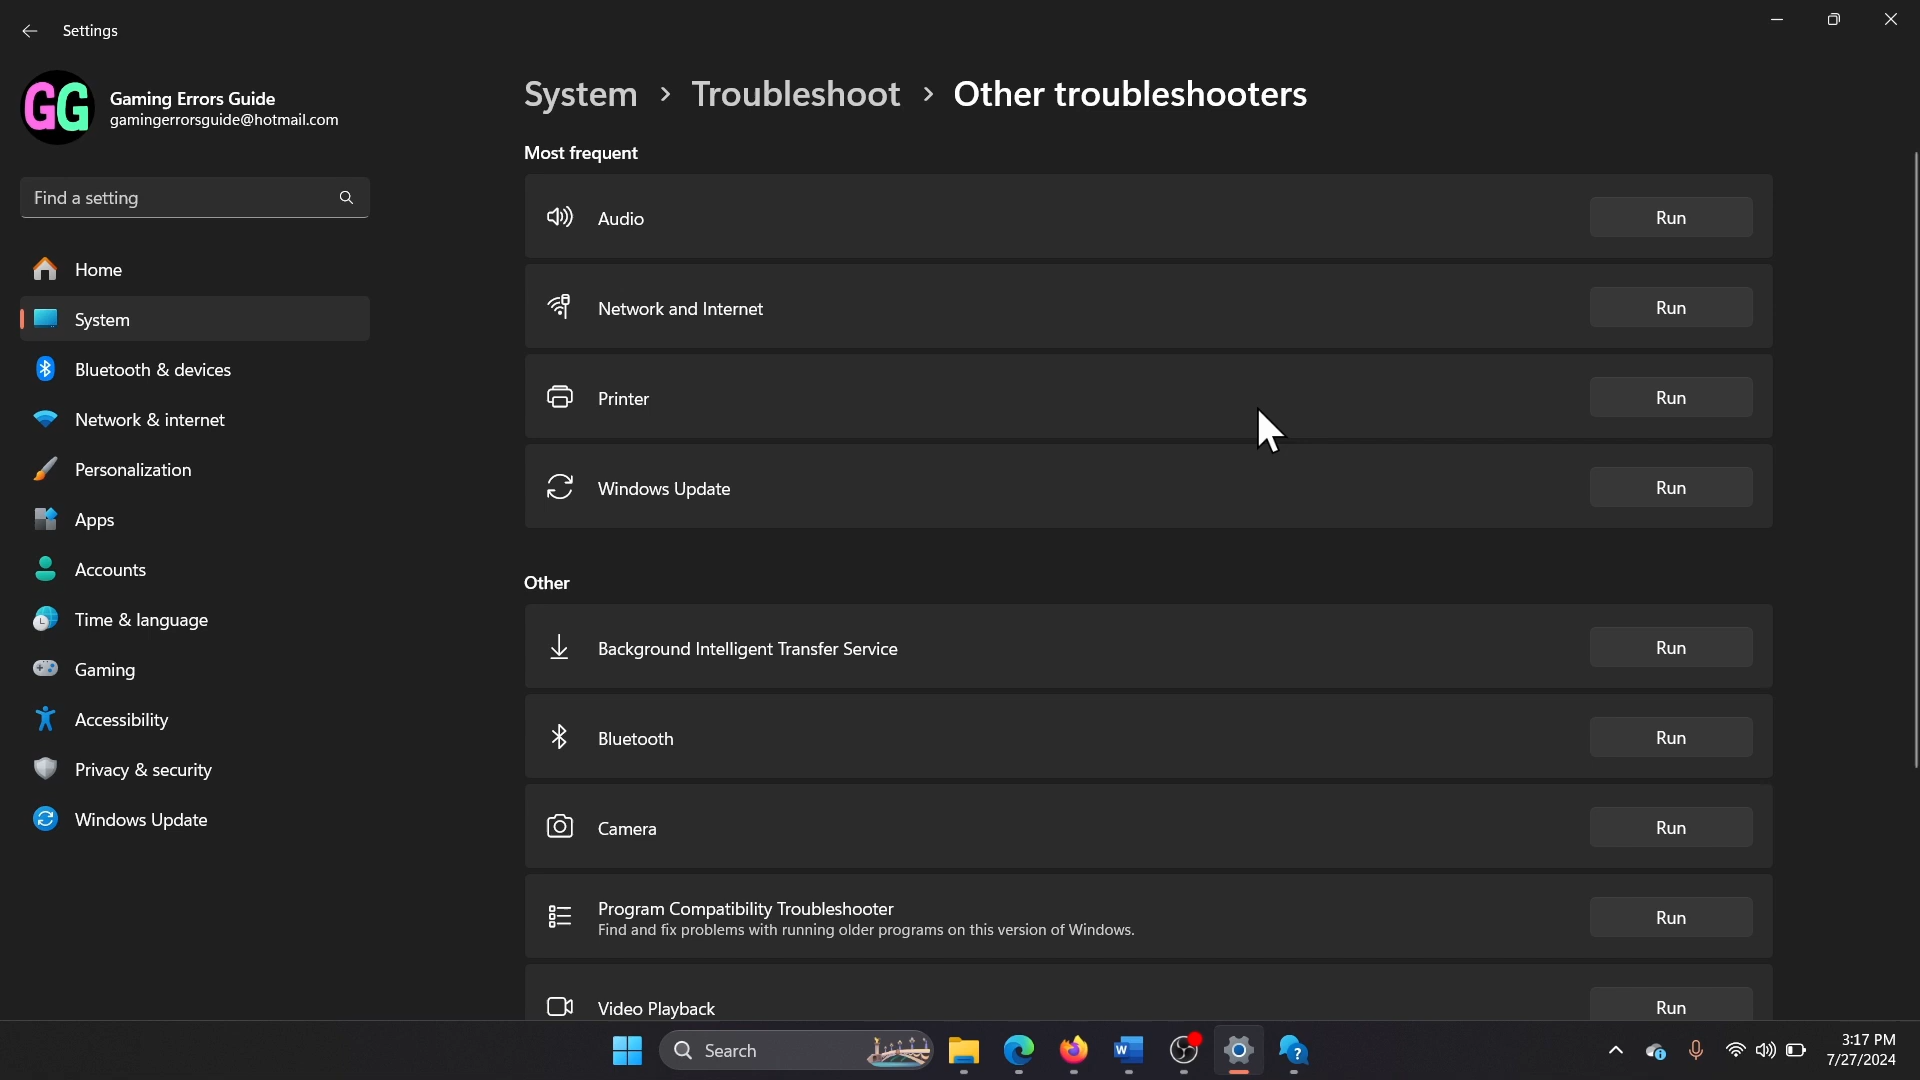 Settings
GG
Gaming Errors Guide
gamingerrorsguide@hotmail.com
Find a setting
Home
System
Bluetooth & devices
Network & internet
Personalization
Apps
Accounts
Time & language
Gaming
Accessibility
Privacy & security
Windows Update
System > Troubleshoot > Other troubleshooters
Most frequent
Audio Run
Network and Internet Run
Printer Run
Windows Update Run
Other
Background Intelligent Transfer Service Run
Bluetooth Run
Camera Run
Program Compatibility Troubleshooter
Find and fix problems with running older programs on this version of Windows.
Run
Video Playback Run
Search
W
3:17 PM
7/27/2024